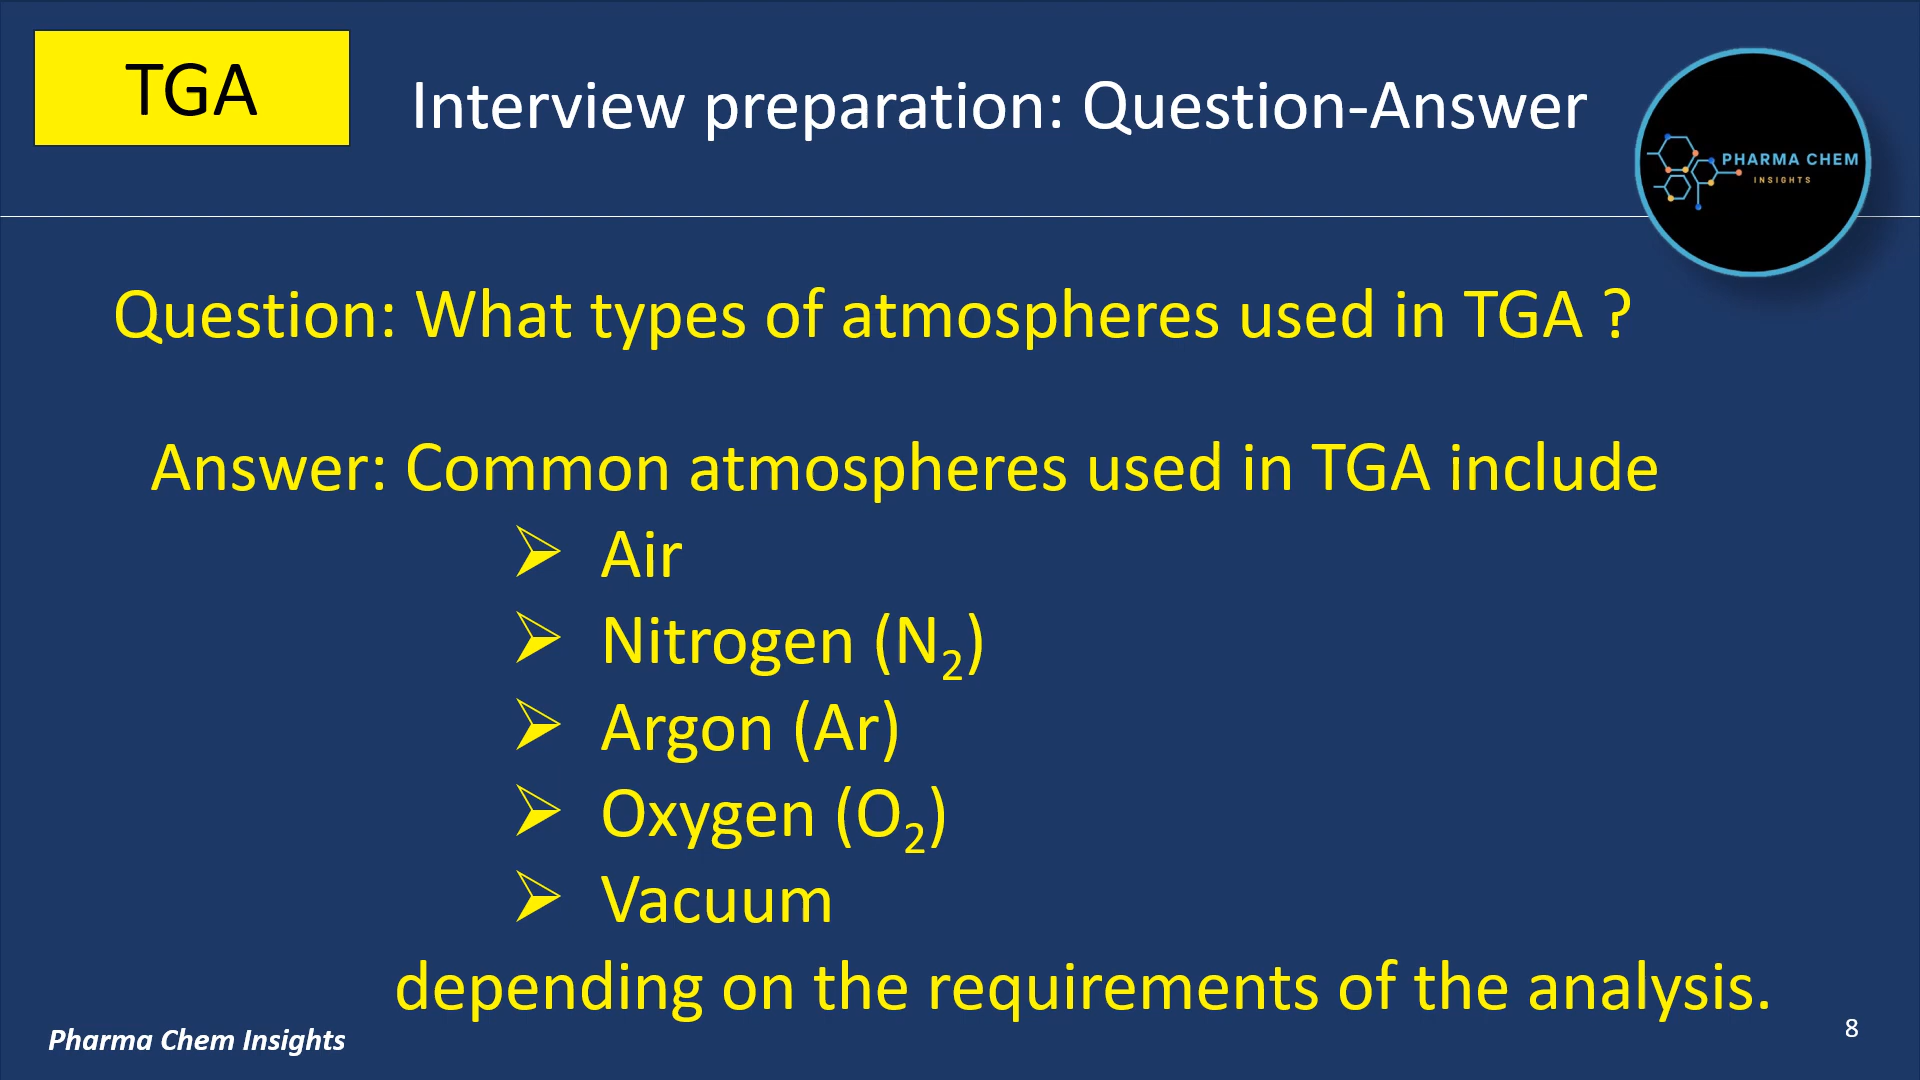 TGA
Interview preparation: Question-Answer
PHARMA CHEM
INSIGHTS
Question: What types of atmospheres used in TGA ?
Answer: Common atmospheres used in TGA include
➢ Air
➢ Nitrogen (N₂)
➢ Argon (Ar)
➢ Oxygen (O₂)
➢ Vacuum
depending on the requirements of the analysis.
Pharma Chem Insights
8